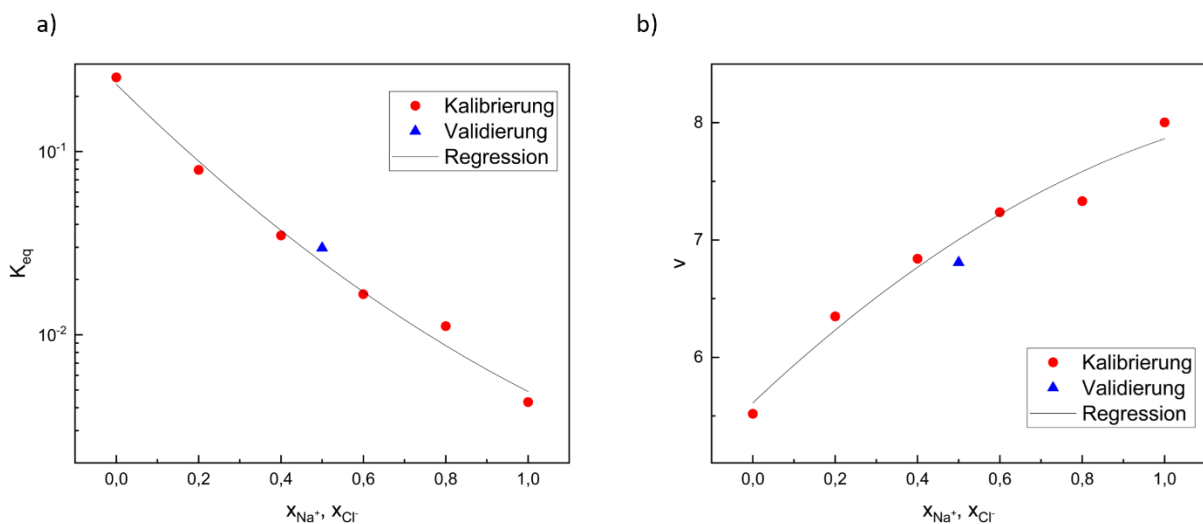 a)
K_eq
10⁻¹
10⁻²
Kalibrierung
Validierung
Regression
0,0 0,2 0,4 0,6 0,8 1,0
x_Na⁺, x_Cl⁻
b)
ν
8
7
6
Kalibrierung
Validierung
Regression
0,0 0,2 0,4 0,6 0,8 1,0
x_Na⁺, x_Cl⁻